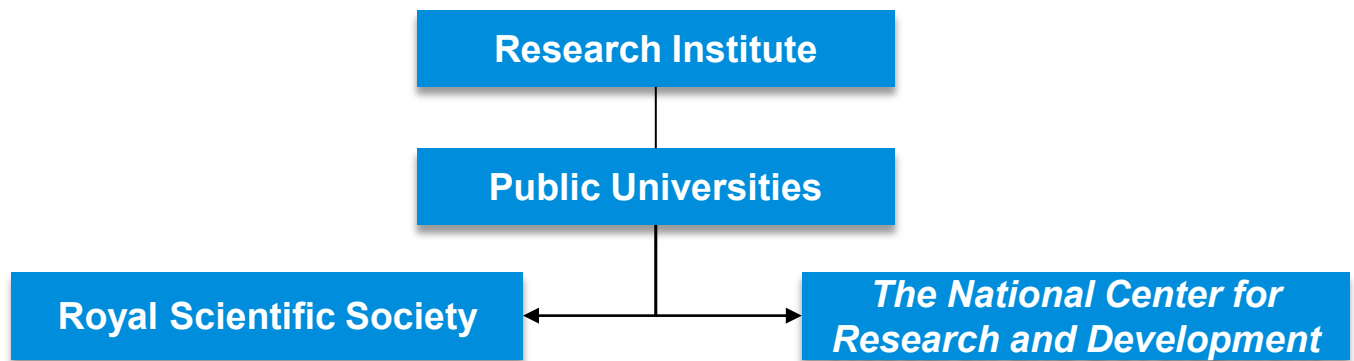 Research Institute
Public Universities
Royal Scientific Society
The National Center for
Research and Development